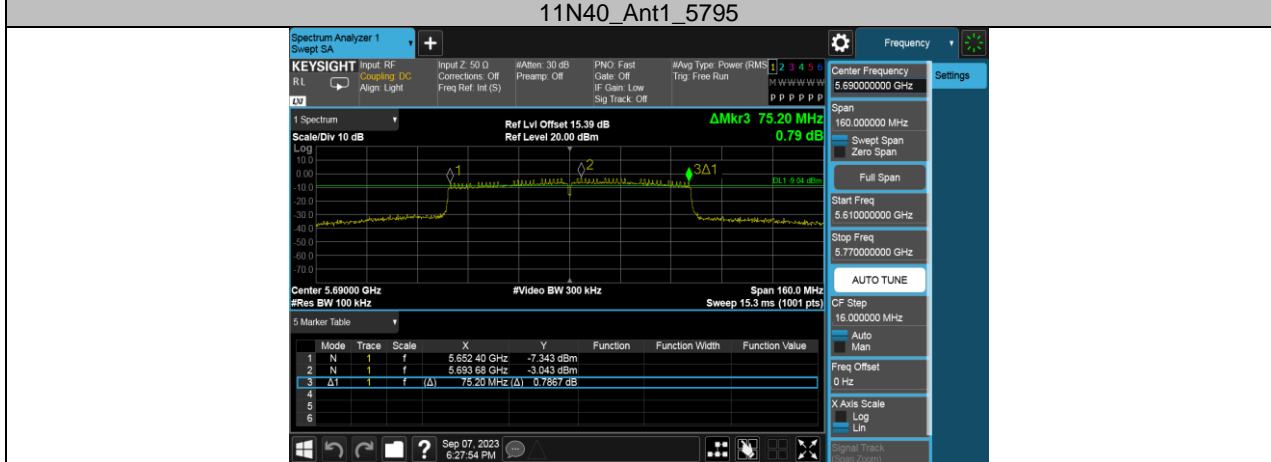 11N40_Ant1_5795
Spectrum Analyzer 1
Swept SA
+
Frequency
KEYSIGHT Input: RF Input Z: 50 Ω #Atten: 30 dB PNO: Fast #Avg Type: Power (RMS 1 2 3 4 5 6
RL Coupling: DC Corrections: Off Preamp: Off Gate: Off Trig: Free Run M W W W W W
Align: Light Freq Ref: Int (S) IF Gain: Low
LXI Sig Track: Off P P P P P P
1 Spectrum
Ref Lvl Offset 15.39 dB ΔMkr3 75.20 MHz
Scale/Div 10 dB Ref Level 20.00 dBm 0.79 dB
Log
10.0
0.00
-10.0
-20.0
-30.0
-40.0
-50.0
-60.0
-70.0
1
2
3Δ1
DL1 -9.04 dBm
Center 5.69000 GHz #Video BW 300 kHz Span 160.0 MHz
#Res BW 100 kHz Sweep 15.3 ms (1001 pts)
5 Marker Table
Mode Trace Scale X Y Function Function Width Function Value
1 N 1 f 5.652 40 GHz -7.343 dBm
2 N 1 f 5.693 68 GHz -3.043 dBm
3 Δ1 1 f (Δ) 75.20 MHz (Δ) 0.7867 dB
4
5
6
? Sep 07, 2023
6:27:54 PM
Center Frequency
5.690000000 GHz
Settings
Span
160.000000 MHz
Swept Span
Zero Span
Full Span
Start Freq
5.610000000 GHz
Stop Freq
5.770000000 GHz
AUTO TUNE
CF Step
16.000000 MHz
Auto
Man
Freq Offset
0 Hz
X Axis Scale
Log
Lin
Signal Track
(Span Zoom)